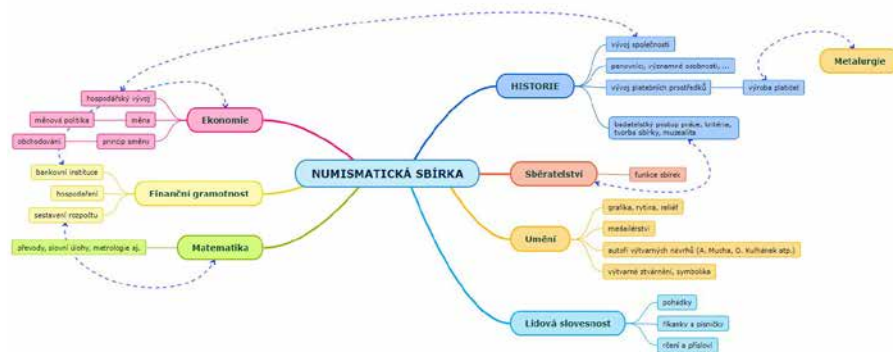 NUMISMATICKÁ SBÍRKA
HISTORIE
vývoj společnosti
panovníci, významné osobnosti, ...
vývoj platebních prostředků
výroba platidel
Metalurgie
badatelský postup práce, kritéria,
tvorba sbírky, muzealita
Sběratelství
funkce sbírek
Umění
grafika, rytina, reliéf
medailérství
autoři výtvarných návrhů (A. Mucha, O. Kulhánek atp.)
výtvarné ztvárnění, symbolika
Lidová slovesnost
pohádky
říkanky a písničky
rčení a přísloví
Ekonomie
hospodářský vývoj
měnová politika
měna
obchodování
princip směnu
Finanční gramotnost
bankovní instituce
hospodaření
sestavení rozpočtu
Matematika
převody, slovní úlohy, metrologie aj.